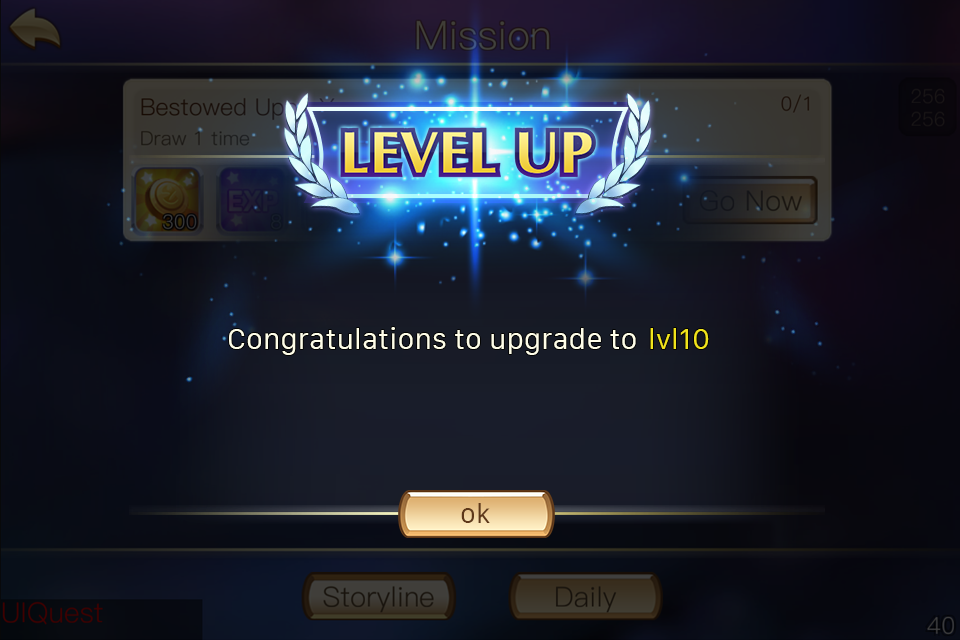 Mission
Bestowed Upon
0/1
Draw 1 time
256
256
LEVEL UP
300
EXP
Go Now
Congratulations to upgrade to lvl10
ok
Storyline
Daily
UIQuest
40